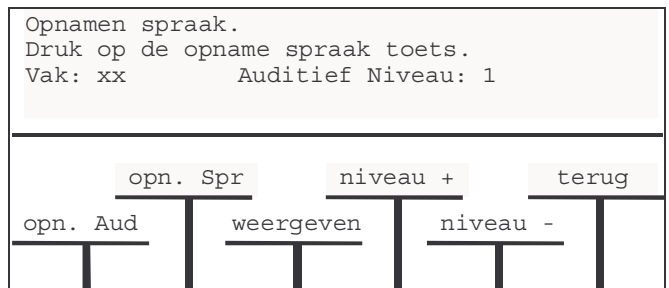 Opnamen spraak.
Druk op de opname spraak toets.
Vak: xx Auditief Niveau: 1
opn. Spr niveau + terug
opn. Aud weergeven niveau -